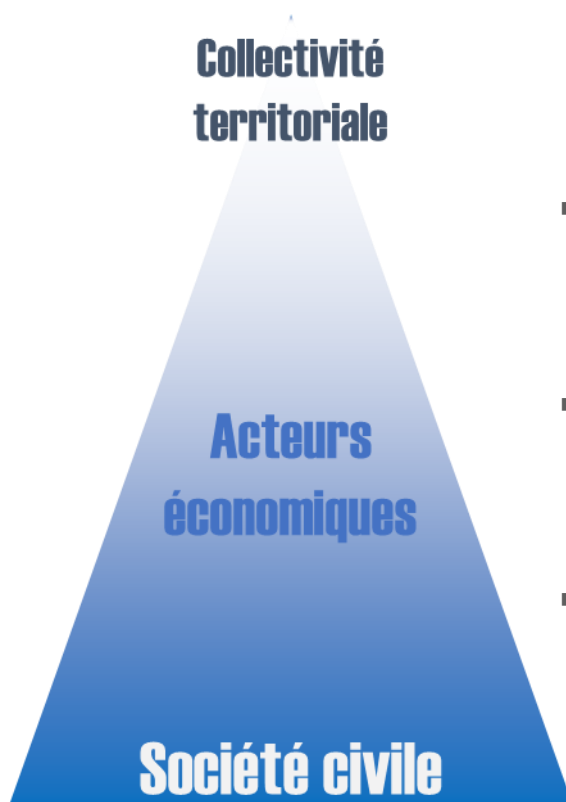 Collectivité
territoriale
Acteurs
économiques
Société civile